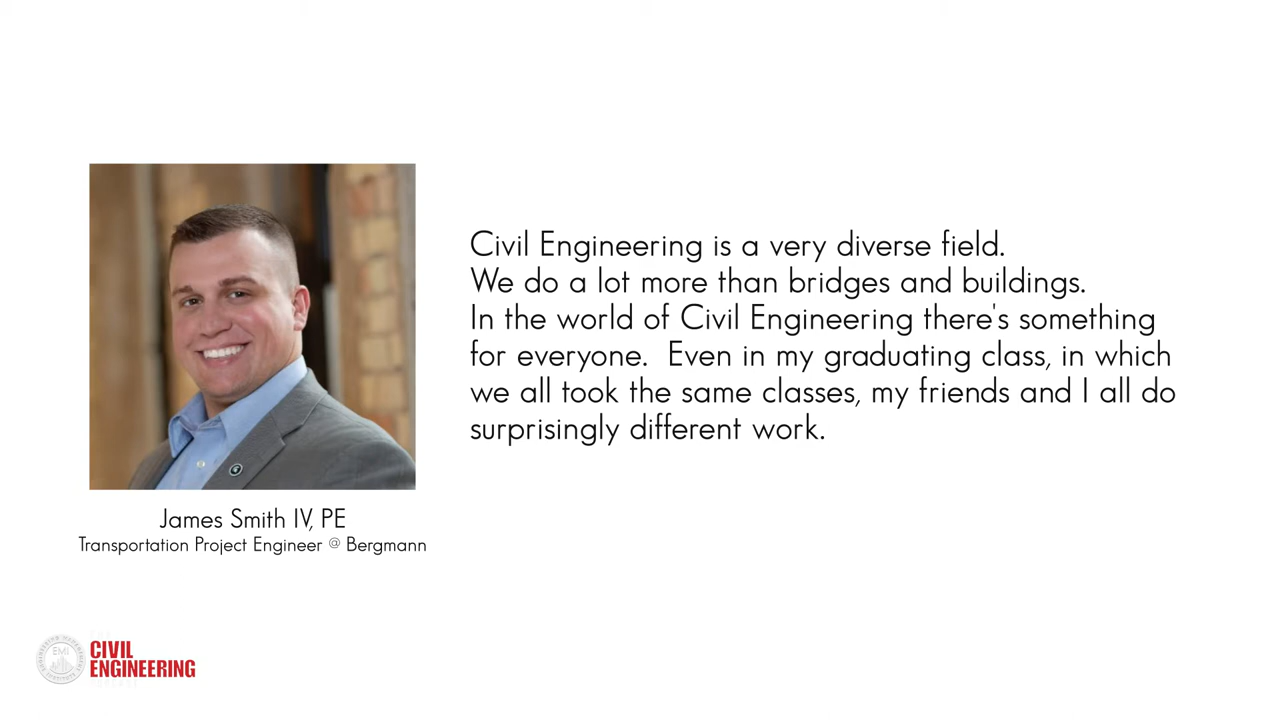 Civil Engineering is a very diverse field.
We do a lot more than bridges and buildings.
In the world of Civil Engineering there's something
for everyone.  Even in my graduating class, in which
we all took the same classes, my friends and I all do
surprisingly different work.
James Smith IV, PE
Transportation Project Engineer @ Bergmann
EMI
CIVIL
ENGINEERING